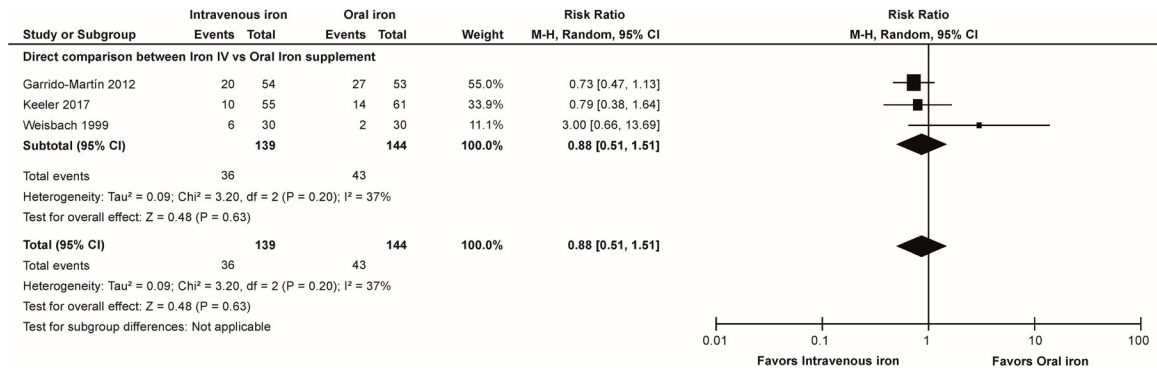 Intravenous iron Oral iron Risk Ratio Risk Ratio
Study or Subgroup Events Total Events Total Weight M-H, Random, 95% CI M-H, Random, 95% CI
Direct comparison between Iron IV vs Oral Iron supplement
Garrido-Martín 2012 20 54 27 53 55.0% 0.73 [0.47, 1.13]
Keeler 2017 10 55 14 61 33.9% 0.79 [0.38, 1.64]
Weisbach 1999 6 30 2 30 11.1% 3.00 [0.66, 13.69]
Subtotal (95% CI) 139 144 100.0% 0.88 [0.51, 1.51]
Total events 36 43
Heterogeneity: Tau² = 0.09; Chi² = 3.20, df = 2 (P = 0.20); I² = 37%
Test for overall effect: Z = 0.48 (P = 0.63)
Total (95% CI) 139 144 100.0% 0.88 [0.51, 1.51]
Total events 36 43
Heterogeneity: Tau² = 0.09; Chi² = 3.20, df = 2 (P = 0.20); I² = 37%
Test for overall effect: Z = 0.48 (P = 0.63)
Test for subgroup differences: Not applicable
0.01 0.1 1 10 100
Favors Intravenous iron Favors Oral iron